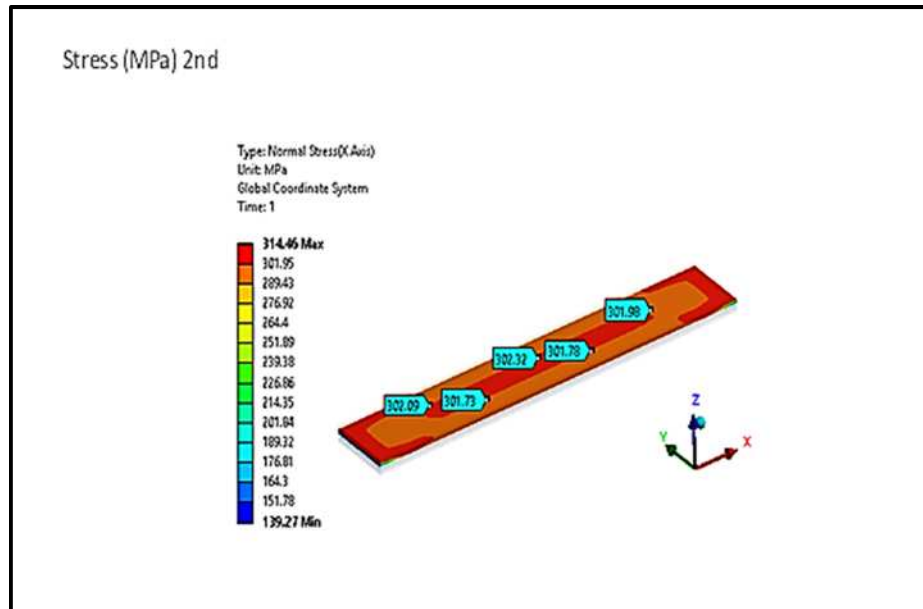 Stress (MPa) 2nd
Type: Normal Stress(X Axis)
Unit: MPa
Global Coordinate System
Time: 1
314.46 Max
301.95
289.43
276.92
264.4
251.89
239.38
226.86
214.35
201.84
189.32
176.81
164.3
151.78
139.27 Min
301.98
302.32
301.78
302.09
301.73
Z
Y
X